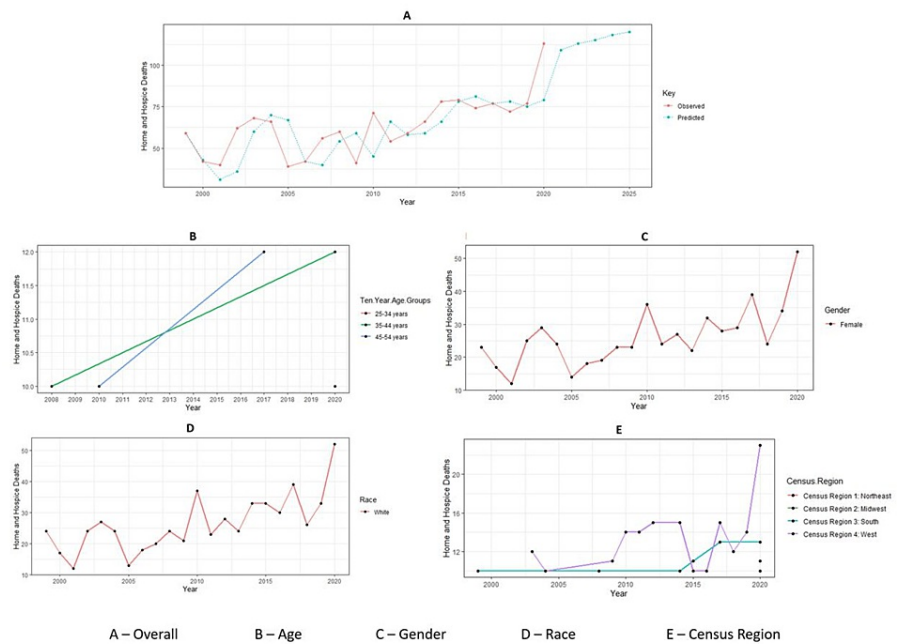 A
Home and Hospice Deaths
100
75
50
2000
2005
2010
2015
2020
2025
Year
Key
Observed
Predicted
B
Home and Hospice Deaths
12.0
11.5
11.0
10.5
10.0
2008 2009 2010 2011 2012 2013 2014 2015 2016 2017 2018 2019 2020
Year
Ten Year Age Groups
25-34 years
35-44 years
45-54 years
C
Home and Hospice Deaths
50
40
30
20
10
2000
2005
2010
2015
2020
Year
Gender
Female
D
Home and Hospice Deaths
50
40
30
20
10
2000
2005
2010
2015
2020
Year
Race
White
E
Home and Hospice Deaths
20
16
12
2000
2005
2010
2015
2020
Year
Census Region
Census Region 1: Northeast
Census Region 2: Midwest
Census Region 3: South
Census Region 4: West
A – Overall B – Age C – Gender D – Race E – Census Region